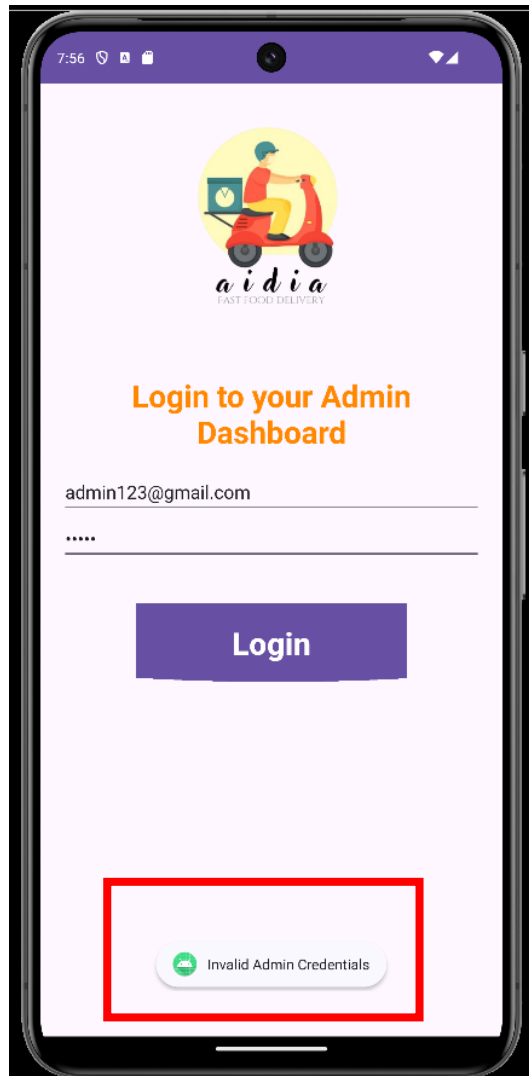 7:56
aidia
FAST FOOD DELIVERY
Login to your Admin
Dashboard
admin123@gmail.com
•••••
Login
Invalid Admin Credentials